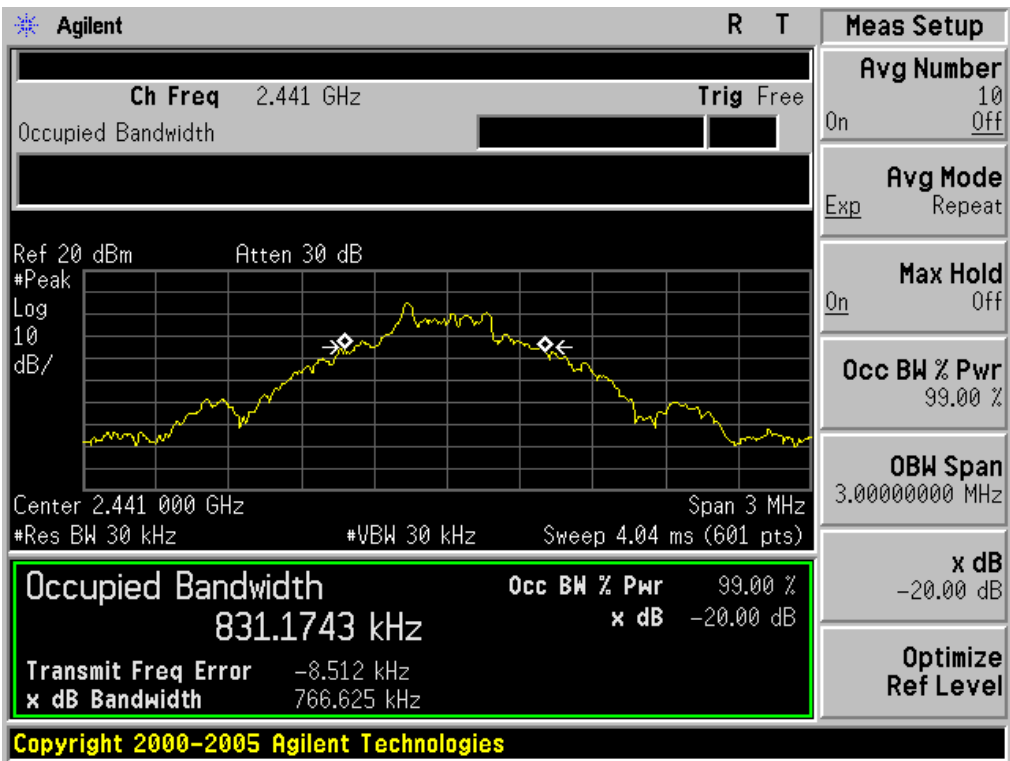 Agilent R T
Ch Freq 2.441 GHz Trig Free
Occupied Bandwidth
Ref 20 dBm Atten 30 dB
#Peak
Log
10
dB/
Center 2.441 000 GHz Span 3 MHz
#Res BW 30 kHz #VBW 30 kHz Sweep 4.04 ms (601 pts)
Occupied Bandwidth Occ BW % Pwr 99.00 %
831.1743 kHz x dB -20.00 dB
Transmit Freq Error -8.512 kHz
x dB Bandwidth 766.625 kHz
Copyright 2000-2005 Agilent Technologies
Meas Setup
Avg Number
10
On Off
Avg Mode
Exp Repeat
Max Hold
On Off
Occ BW % Pwr
99.00 %
OBW Span
3.00000000 MHz
x dB
-20.00 dB
Optimize
Ref Level